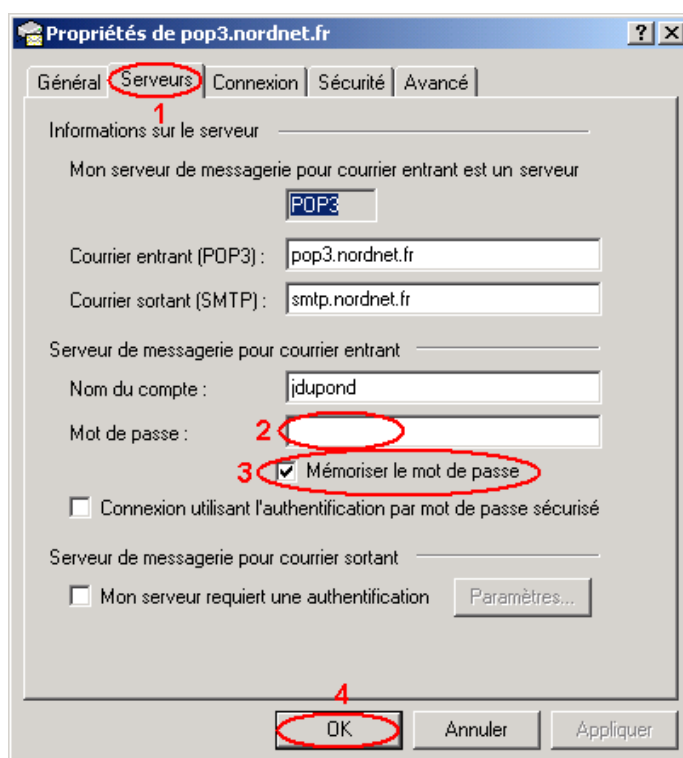 Propriétés de pop3.nordnet.fr
Général Serveurs Connexion Sécurité Avancé
1
Informations sur le serveur
Mon serveur de messagerie pour courrier entrant est un serveur
POP3
Courrier entrant (POP3) : pop3.nordnet.fr
Courrier sortant (SMTP) : smtp.nordnet.fr
Serveur de messagerie pour courrier entrant
Nom du compte : jdupond
Mot de passe : 2
3 Mémoriser le mot de passe
Connexion utilisant l'authentification par mot de passe sécurisé
Serveur de messagerie pour courrier sortant
Mon serveur requiert une authentification Paramètres...
4
OK Annuler Appliquer